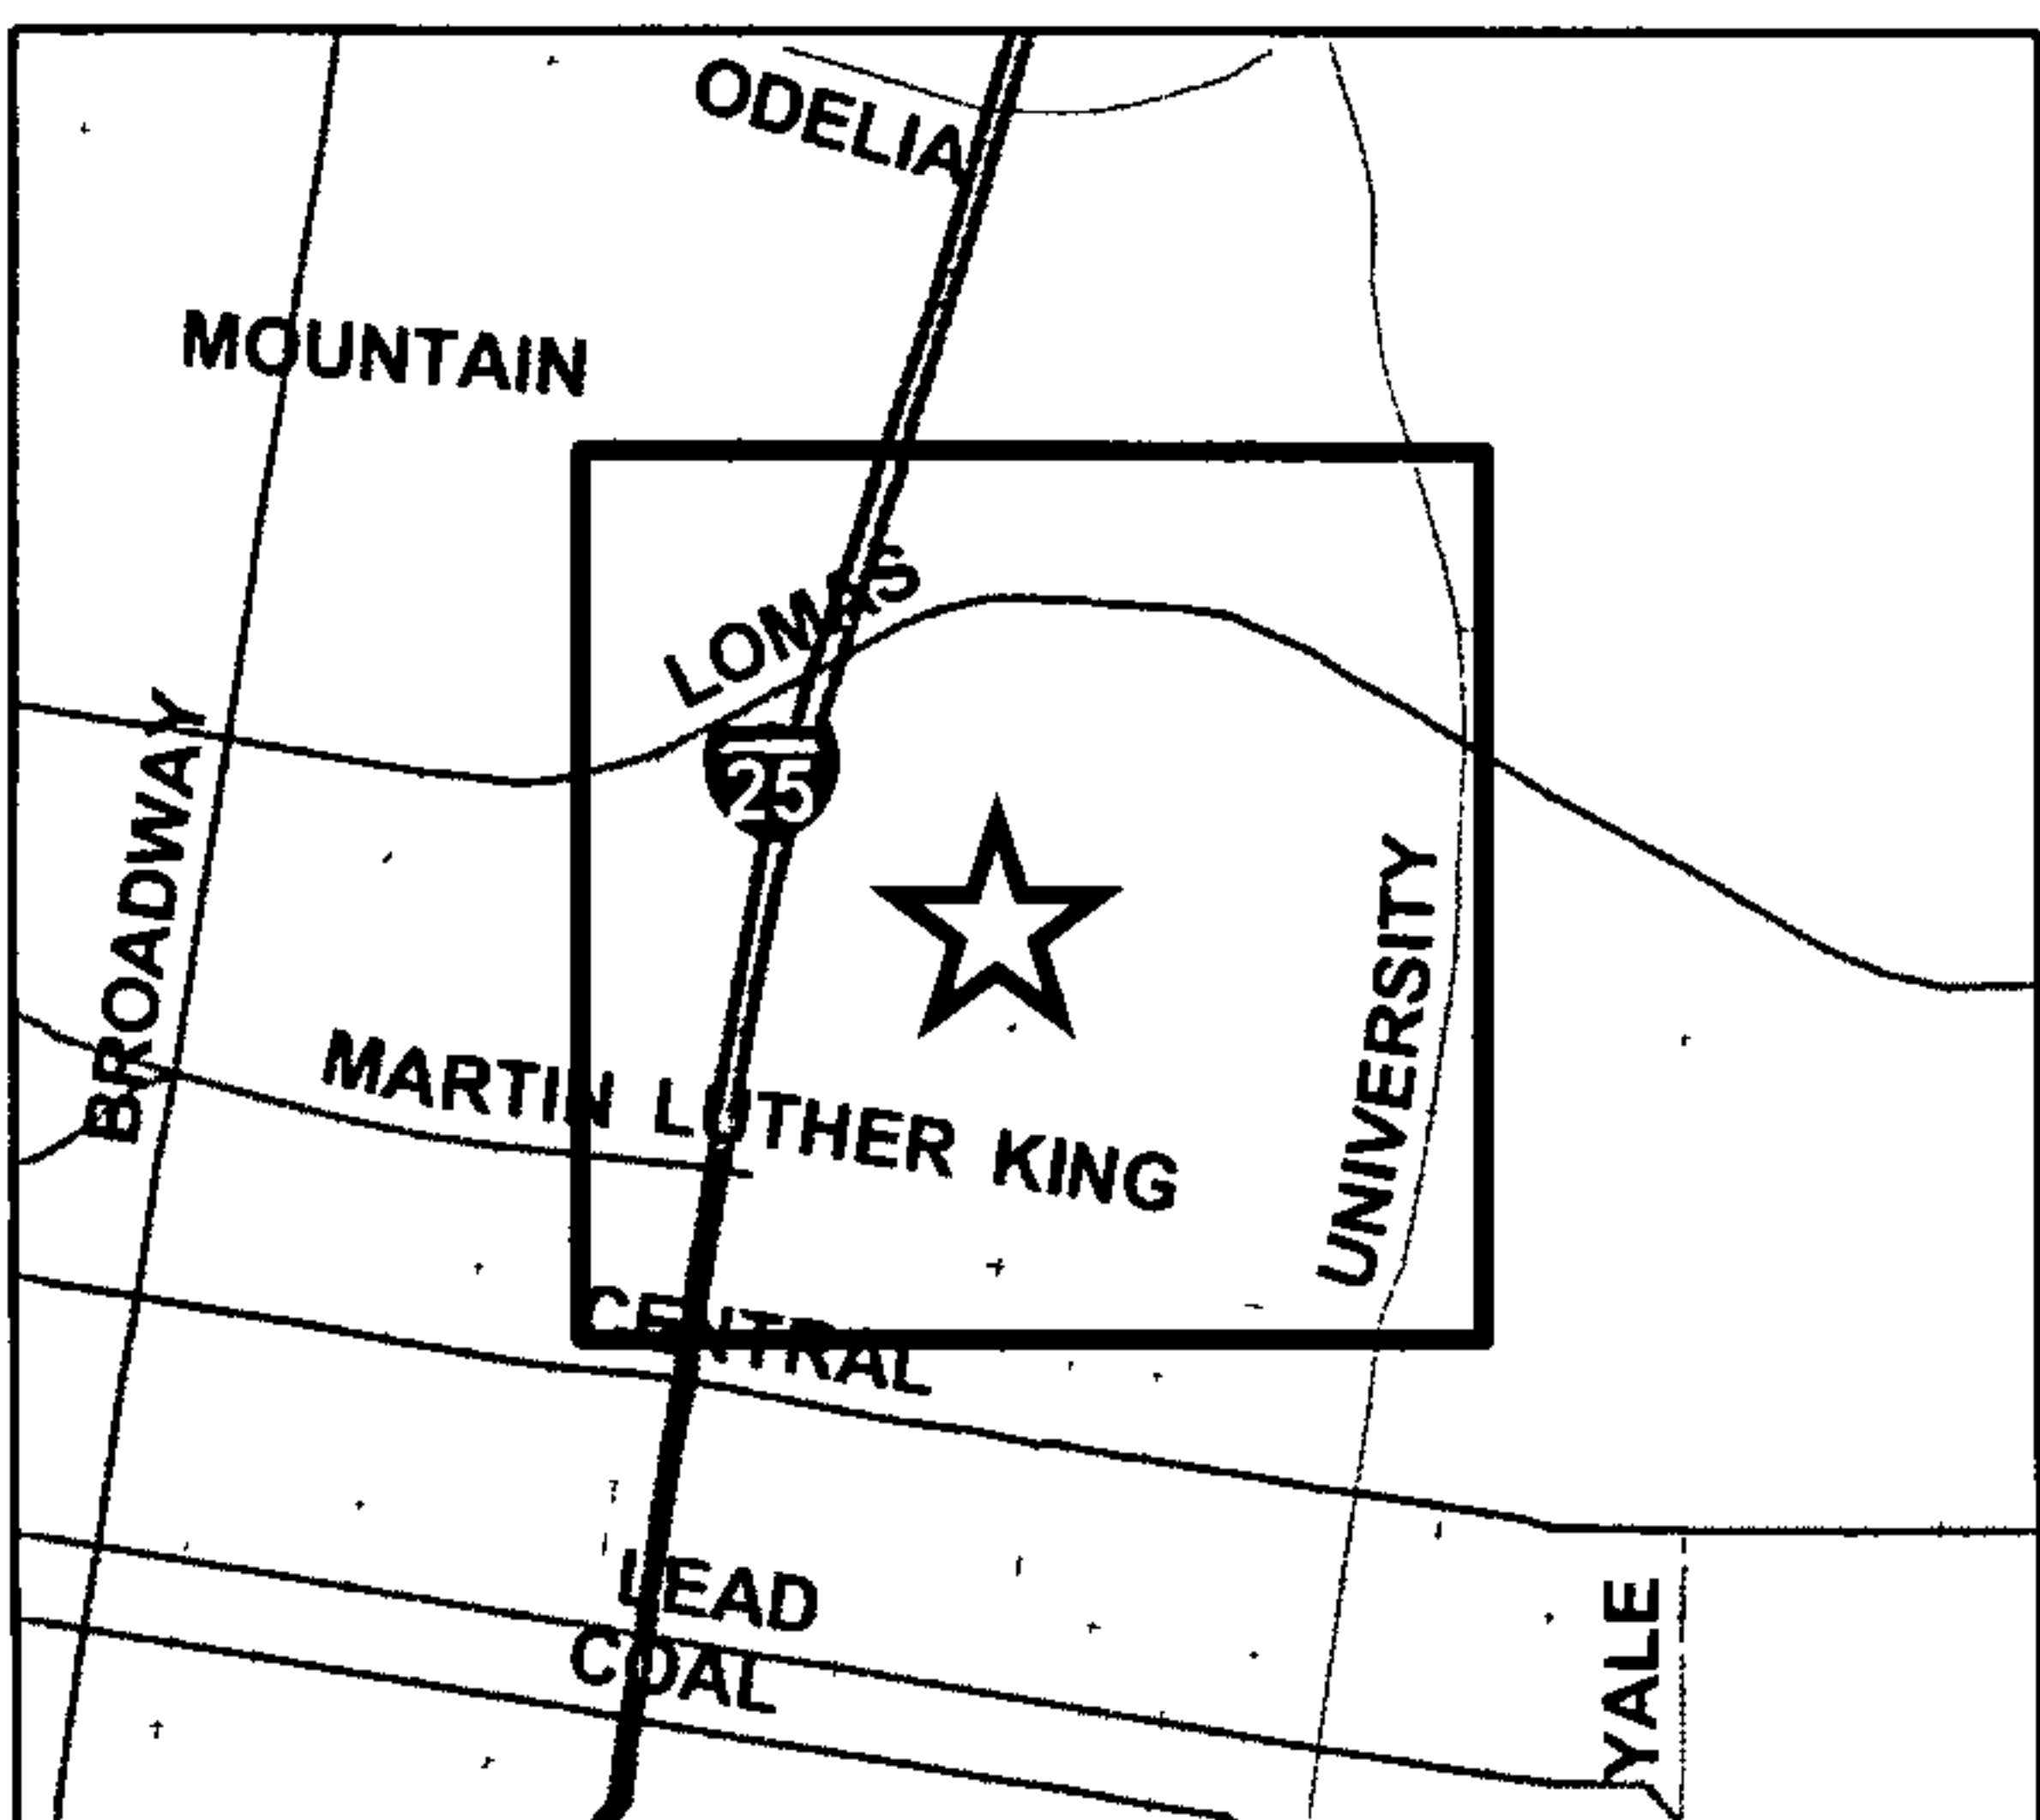 ODELIA
MOUNTAIN
LOMAS
25
BROADWAY
UNIVERSITY
MARTIN LUTHER KING
CENTRAL
LEAD
COAL
YALE